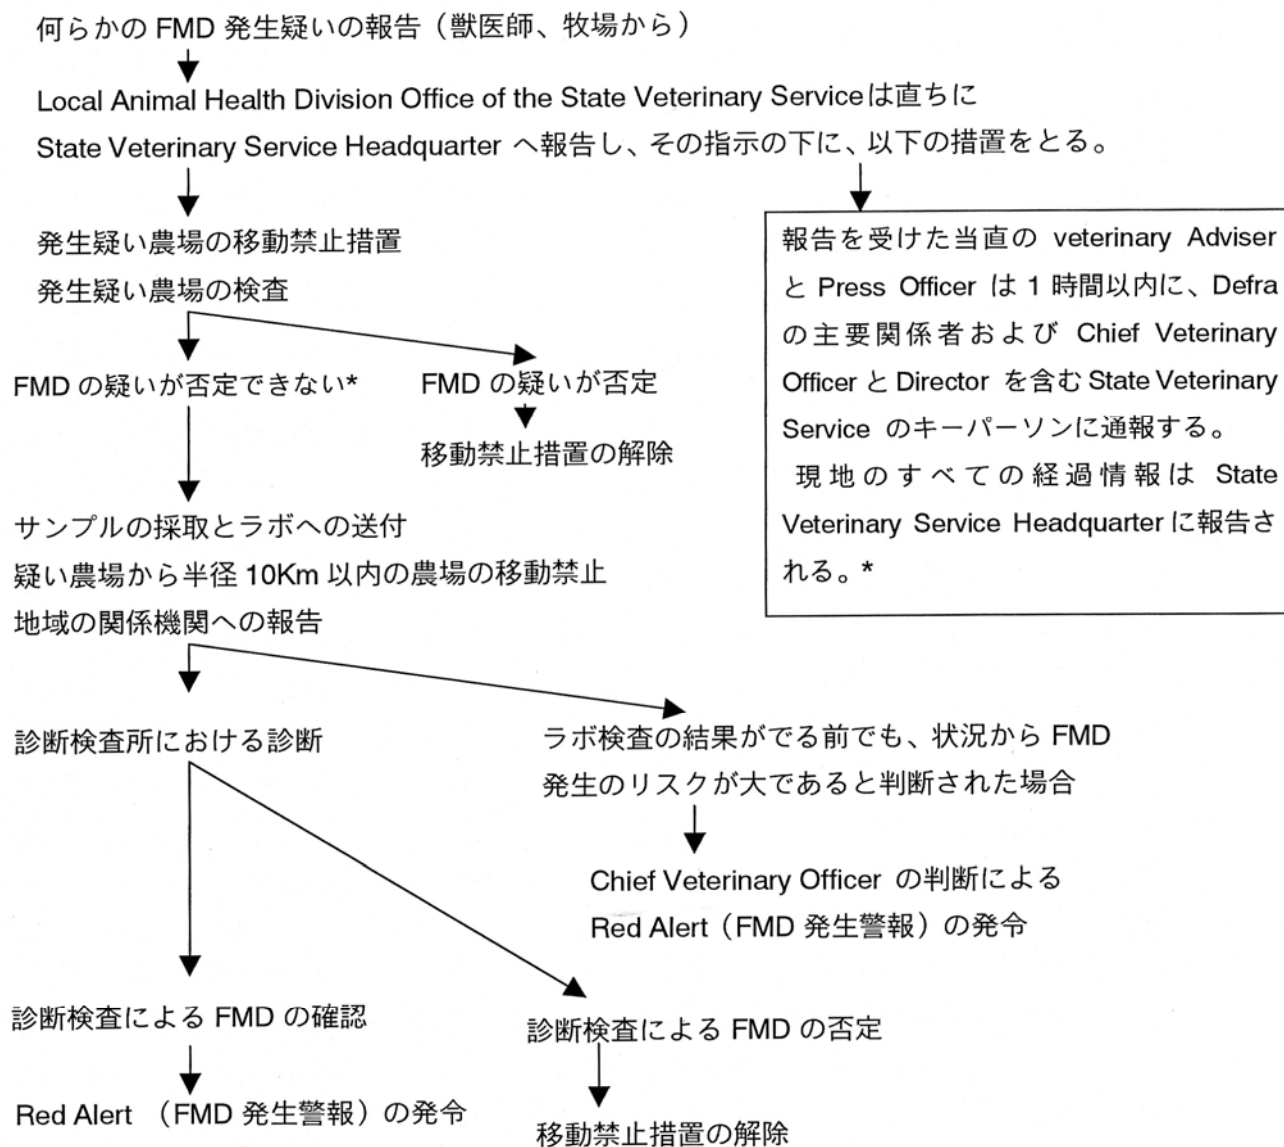 何らかの FMD 発生疑いの報告（獣医師、牧場から）
Local Animal Health Division Office of the State Veterinary Serviceは直ちに
State Veterinary Service Headquarter へ報告し、その指示の下に、以下の措置をとる。
発生疑い農場の移動禁止措置
発生疑い農場の検査
報告を受けた当直の veterinary Adviser
と Press Officer は 1 時間以内に、Defra
の主要関係者および Chief Veterinary
Officer と Director を含む State Veterinary
Service のキーパーソンに通報する。
現地のすべての経過情報は State
Veterinary Service Headquarter に報告さ
れる。*
FMD の疑いが否定できない*
FMD の疑いが否定
移動禁止措置の解除
サンプルの採取とラボへの送付
疑い農場から半径 10Km 以内の農場の移動禁止
地域の関係機関への報告
診断検査所における診断
ラボ検査の結果がでる前でも、状況から FMD
発生のリスクが大であると判断された場合
Chief Veterinary Officer の判断による
Red Alert（FMD 発生警報）の発令
診断検査による FMD の確認
診断検査による FMD の否定
Red Alert （FMD 発生警報）の発令
移動禁止措置の解除